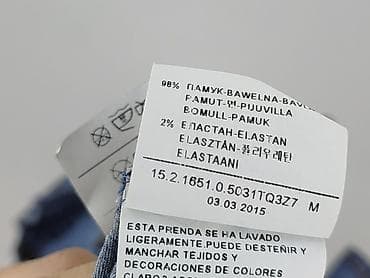 98% ПАМУК-BAWEŁNA-BAV
PAMUT-면-PUUVILLA
BOMULL-PAMUK
2% ЕЛАСТАН-ELASTAN
ELASZTÁN-폴리우레탄
ELASTAANI
15.2.1651.0.5031TQ3Z7 M
03.03 2015
ESTA PRENDA SE HA LAVADO
LIGERAMENTE.PUEDE DESTEÑIR Y
MANCHAR TEJIDOS Y
DECORACIONES DE COLORES